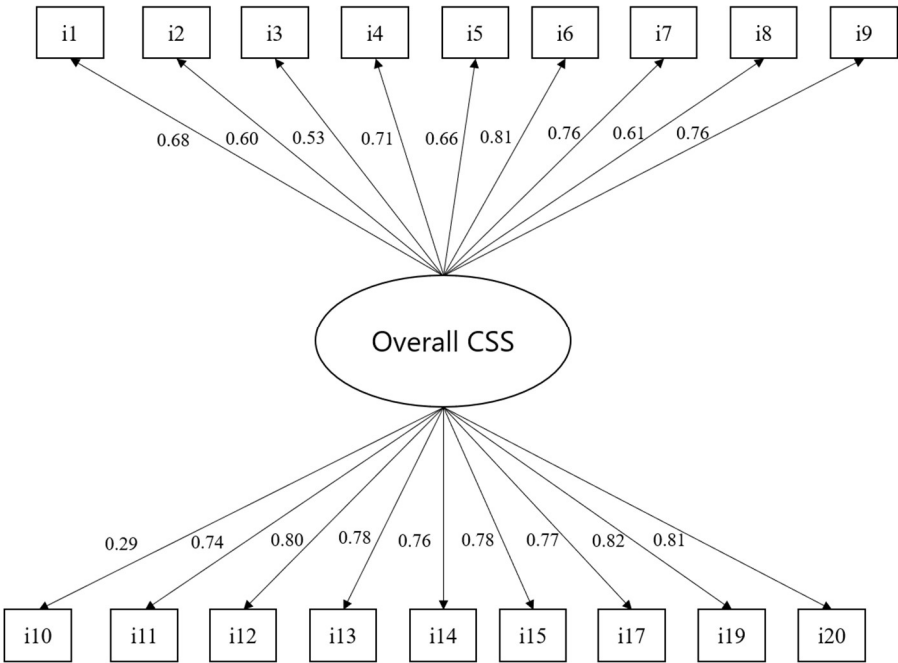 i1 i2 i3 i4 i5 i6 i7 i8 i9
0.68 0.60 0.53 0.71 0.66 0.81 0.76 0.61 0.76
Overall CSS
0.29 0.74 0.80 0.78 0.76 0.78 0.77 0.82 0.81
i10 i11 i12 i13 i14 i15 i17 i19 i20